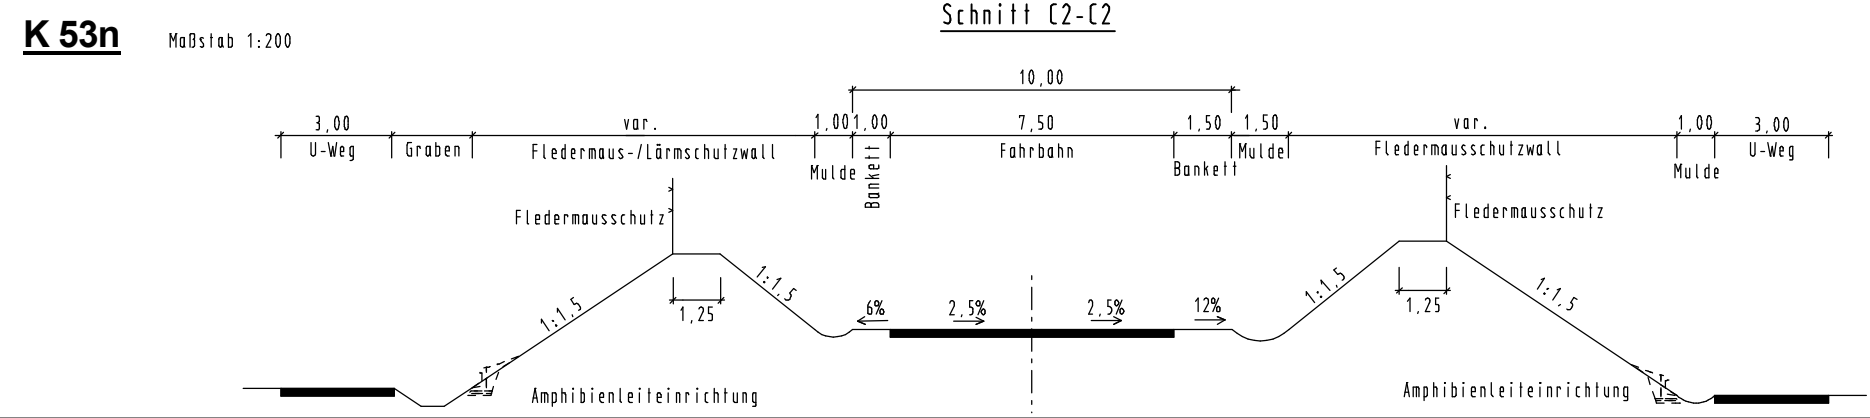 Schnitt C2-C2
K 53n
Maßstab 1:200
10,00
3,00 var. 1,00 1,00 7,50 1,50 1,50 var. 1,00 3,00
U-Weg Graben Fledermaus-/Lärmschutzwall Mulde Bankett Fahrbahn Bankett Mulde Fledermausschutzwall Mulde U-Weg
Fledermausschutz Fledermausschutz
1:1,5 1:1,5 1:1,5 1:1,5
1,25 6% 2,5% 2,5% 12% 1,25
Amphibienleiteinrichtung Amphibienleiteinrichtung